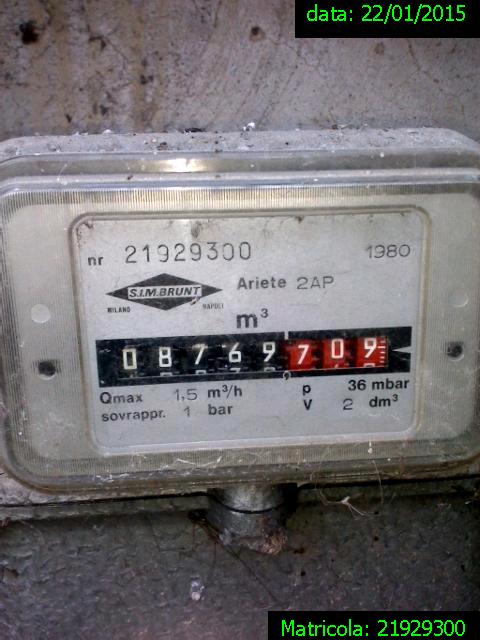 data: 22/01/2015
nr 21929300 1980
S.I.M.BRUNT Ariete 2AP
MILANO NAPOLI
m³
08769709
Qmax 1,5 m³/h p 36 mbar
sovrappr. 1 bar V 2 dm³
Matricola: 21929300